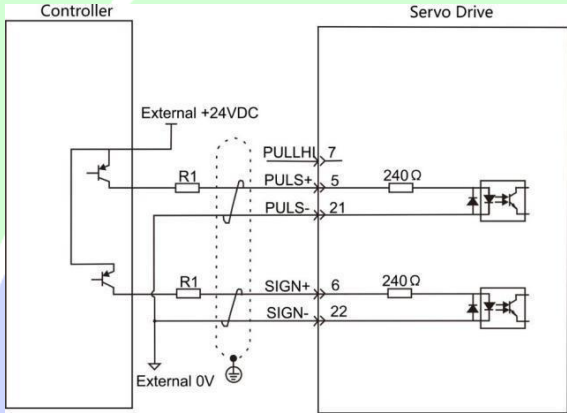 Controller
Servo Drive
External +24VDC
PULLHI 7
R1
PULS+ 5
240Ω
PULS- 21
R1
SIGN+ 6
240Ω
SIGN- 22
External 0V